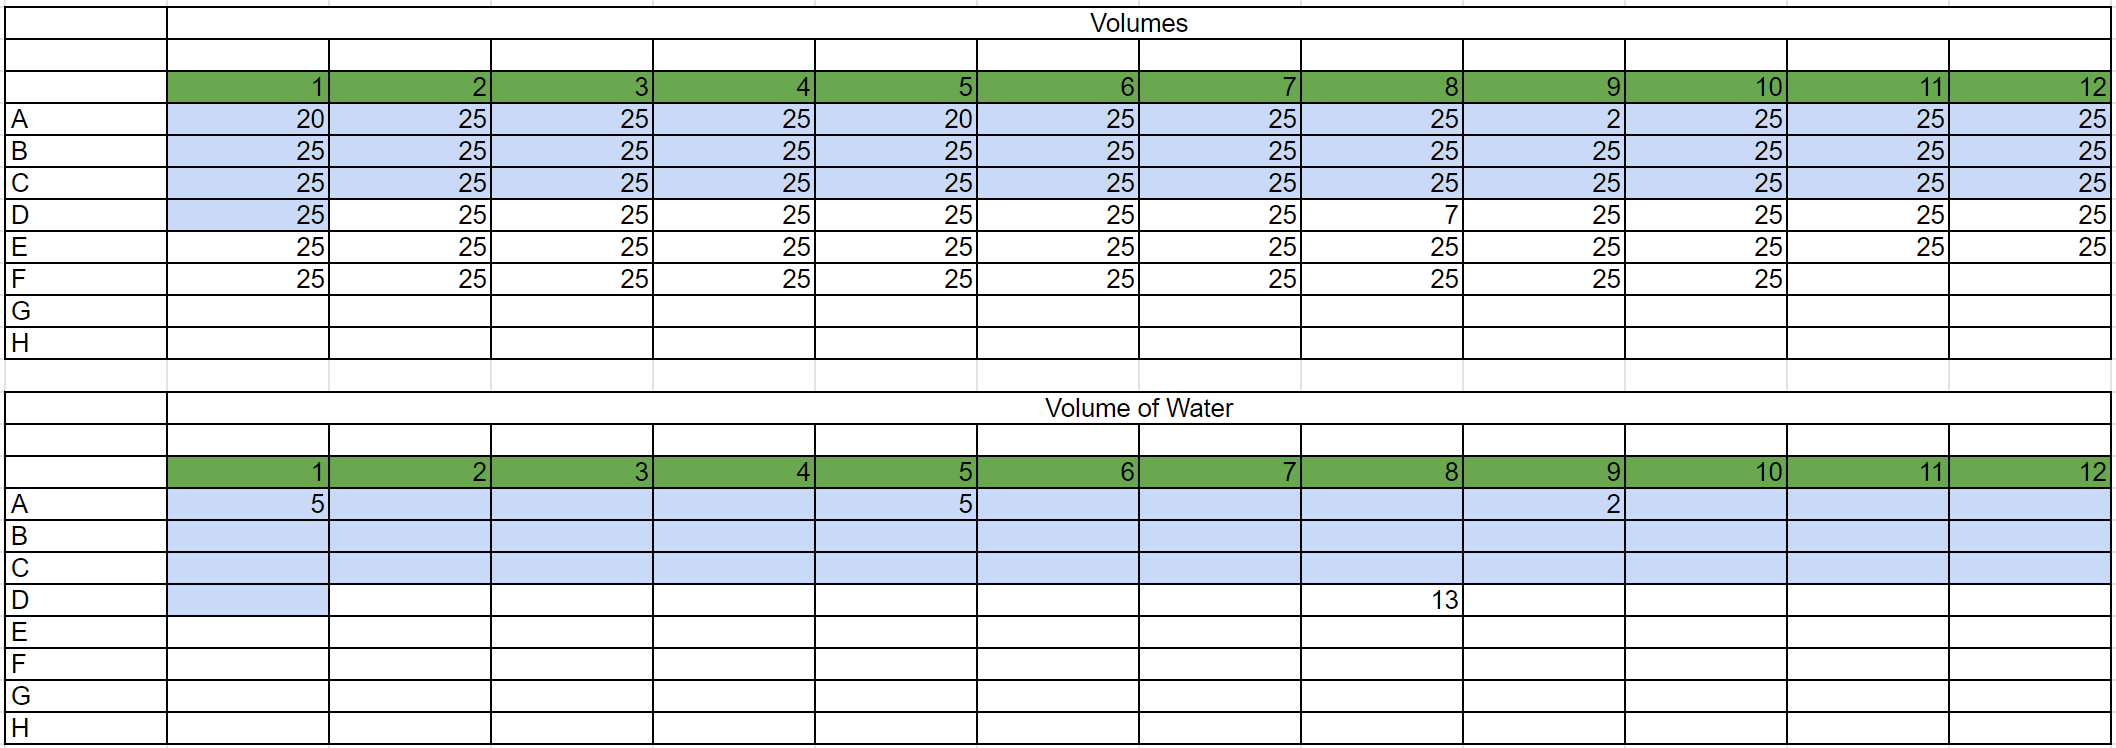 Volumes
1 2 3 4 5 6 7 8 9 10 11 12
A 20 25 25 25 20 25 25 25 2 25 25 25
B 25 25 25 25 25 25 25 25 25 25 25 25
C 25 25 25 25 25 25 25 25 25 25 25 25
D 25 25 25 25 25 25 25 7 25 25 25 25
E 25 25 25 25 25 25 25 25 25 25 25 25
F 25 25 25 25 25 25 25 25 25 25
G
H
Volume of Water
1 2 3 4 5 6 7 8 9 10 11 12
A 5 5 2
B
C
D 13
E
F
G
H